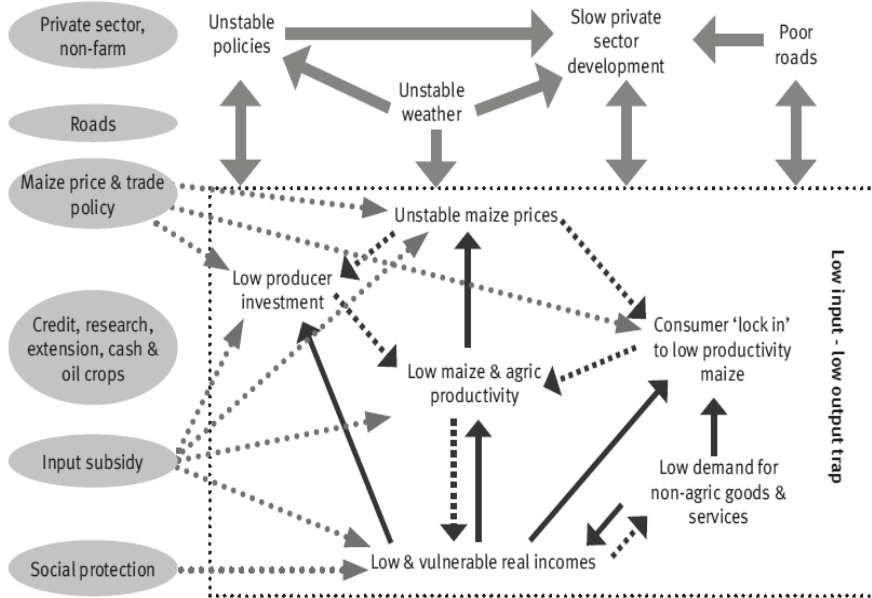 Private sector,
non-farm
Unstable
policies
Slow private
sector
development
Poor
roads
Unstable
weather
Roads
Maize price & trade
policy
Unstable maize prices
Low producer
investment
Credit, research,
extension, cash &
oil crops
Consumer ‘lock in’
to low productivity
maize
Low maize & agric
productivity
Input subsidy
Low demand for
non-agric goods &
services
Low & vulnerable real incomes
Social protection
Low input - low output trap